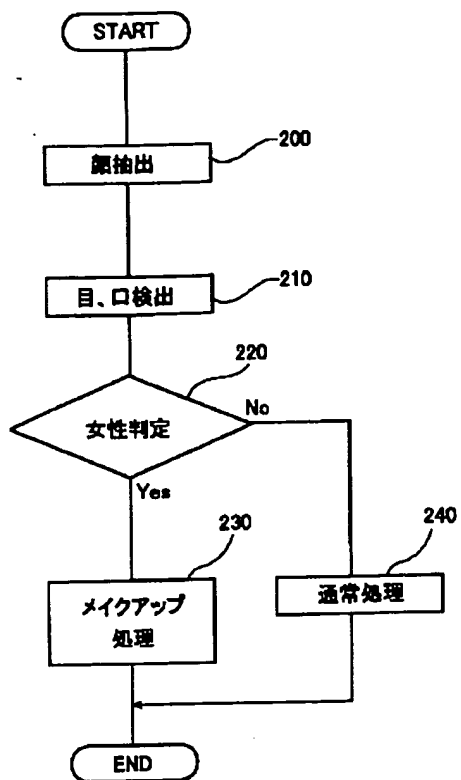 START
顔抽出
200
目、口検出
210
女性判定
220
No
Yes
メイクアップ
処理
230
通常処理
240
END